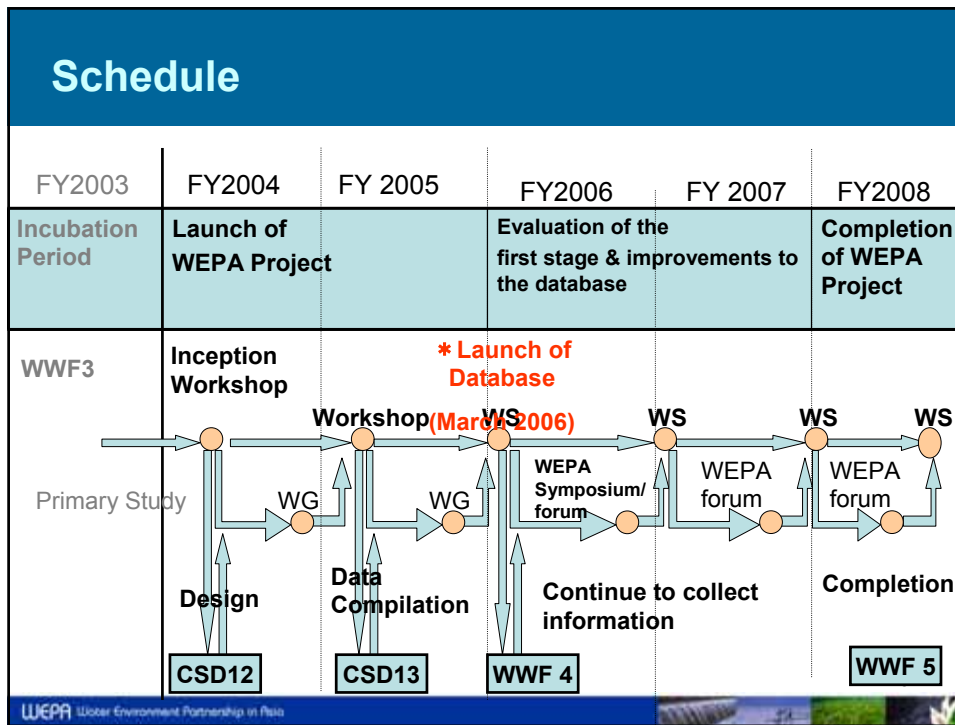 Schedule
FY2003
FY2004
FY 2005
FY2006
FY 2007
FY2008
Incubation
Period
Launch of
WEPA Project
Evaluation of the
first stage & improvements to
the database
Completion
of WEPA
Project
WWF3
Inception
Workshop
* Launch of
Database
(March 2006)
Workshop
WS
WS
WS
WS
Primary Study
WG
WG
WEPA
Symposium/
forum
WEPA
forum
WEPA
forum
Design
Data
Compilation
Continue to collect
information
Completion
CSD12
CSD13
WWF 4
WWF 5
WEPA Water Environment Partnership in Asia